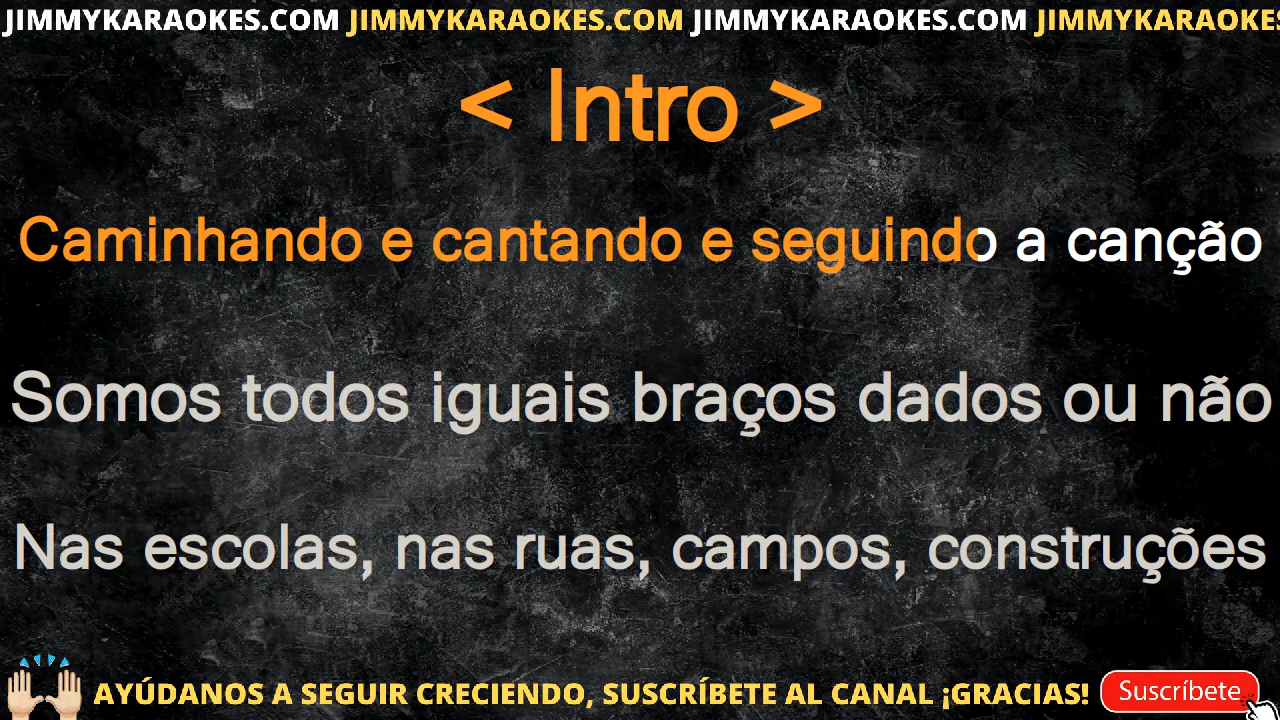 JIMMYKARAOKES.COM JIMMYKARAOKES.COM JIMMYKARAOKES.COM JIMMYKARAOKES
< Intro >
Caminhando e cantando e seguindo a canção
Somos todos iguais braços dados ou não
Nas escolas, nas ruas, campos, construções
AYÚDANOS A SEGUIR CRECIENDO, SUSCRÍBETE AL CANAL ¡GRACIAS! Suscríbete